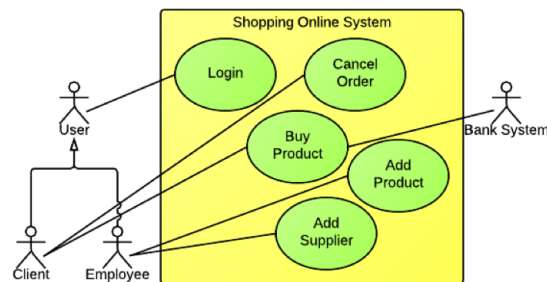 Shopping Online System
Login
Cancel
Order
User
Buy
Product
Bank System
Add
Product
Add
Supplier
Client
Employee